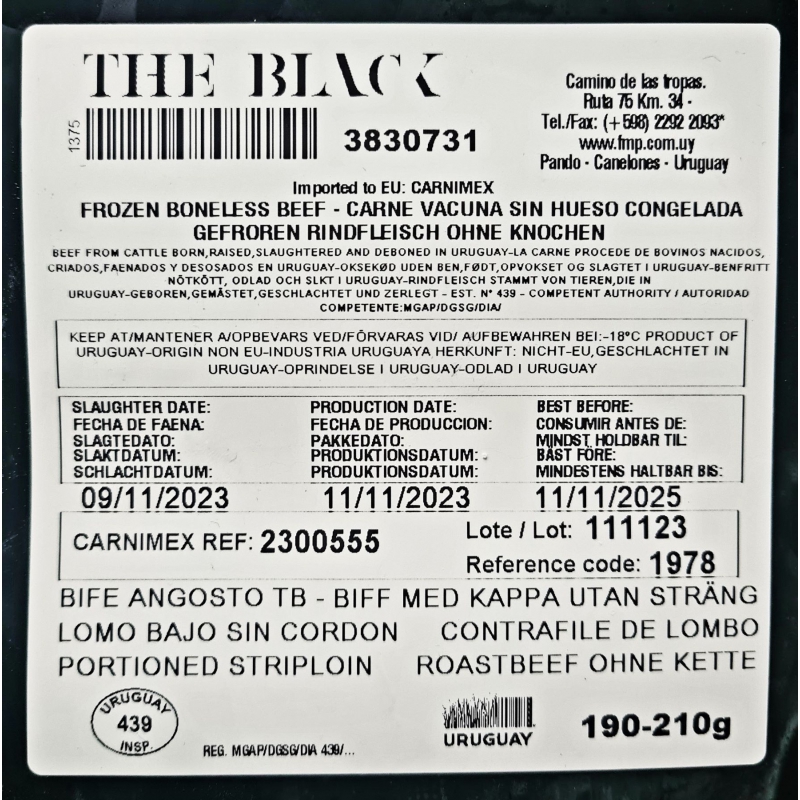 THE BLACK
1375
3830731
Camino de las tropas.
Ruta 75 Km. 34 -
Tel./Fax: (+598) 2292 2093*
www.fmp.com.uy
Pando - Canelones - Uruguay
Imported to EU: CARNIMEX
FROZEN BONELESS BEEF - CARNE VACUNA SIN HUESO CONGELADA
GEFROREN RINDFLEISCH OHNE KNOCHEN
BEEF FROM CATTLE BORN,RAISED,SLAUGHTERED AND DEBONED IN URUGUAY-LA CARNE PROCEDE DE BOVINOS NACIDOS,
CRIADOS,FAENADOS Y DESOSADOS EN URUGUAY-OKSEKØD UDEN BEN,FØDT,OPVOKSET OG SLAGTET I URUGUAY-BENFRITT
NÖTKÖTT, ODLAD OCH SLKT I URUGUAY-RINDFLEISCH STAMMT VON TIEREN,DIE IN
URUGUAY-GEBOREN,GEMÄSTET,GESCHLACHTET UND ZERLEGT - EST. N° 439 - COMPETENT AUTHORITY / AUTORIDAD
COMPETENTE:MGAP/DGSG/DIA/
KEEP AT/MANTENER A/OPBEVARS VED/FÖRVARAS VID/ AUFBEWAHREN BEI:-18°C PRODUCT OF
URUGUAY-ORIGIN NON EU-INDUSTRIA URUGUAYA HERKUNFT: NICHT-EU,GESCHLACHTET IN
URUGUAY-OPRINDELSE I URUGUAY-ODLAD I URUGUAY
SLAUGHTER DATE:
FECHA DE FAENA:
SLAGTEDATO:
SLAKTDATUM:
SCHLACHTDATUM:
09/11/2023
PRODUCTION DATE:
FECHA DE PRODUCCION:
PAKKEDATO:
PRODUKTIONSDATUM:
PRODUKTIONSDATUM:
11/11/2023
BEST BEFORE:
CONSUMIR ANTES DE:
MINDST HOLDBAR TIL:
BÄST FÖRE:
MINDESTENS HALTBAR BIS:
11/11/2025
CARNIMEX REF: 2300555
Lote / Lot: 111123
Reference code: 1978
BIFE ANGOSTO TB - BIFF MED KAPPA UTAN STRÄNG
LOMO BAJO SIN CORDON CONTRAFILE DE LOMBO
PORTIONED STRIPLOIN ROASTBEEF OHNE KETTE
URUGUAY
439
INSP.
REG. MGAP/DGSG/DIA 439/...
URUGUAY
190-210g